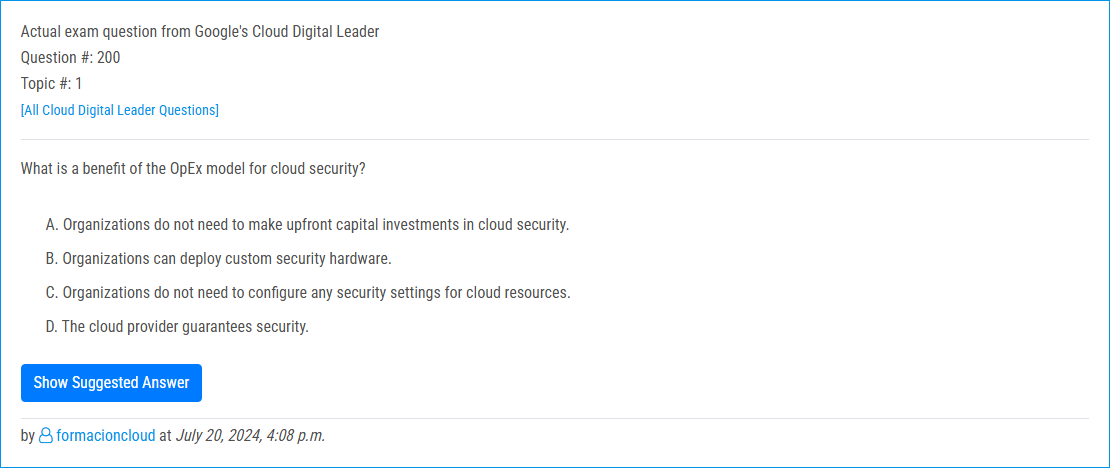 Actual exam question from Google's Cloud Digital Leader
Question #: 200
Topic #: 1
[All Cloud Digital Leader Questions]
What is a benefit of the OpEx model for cloud security?
A. Organizations do not need to make upfront capital investments in cloud security.
B. Organizations can deploy custom security hardware.
C. Organizations do not need to configure any security settings for cloud resources.
D. The cloud provider guarantees security.
Show Suggested Answer
by formacioncloud at July 20, 2024, 4:08 p.m.